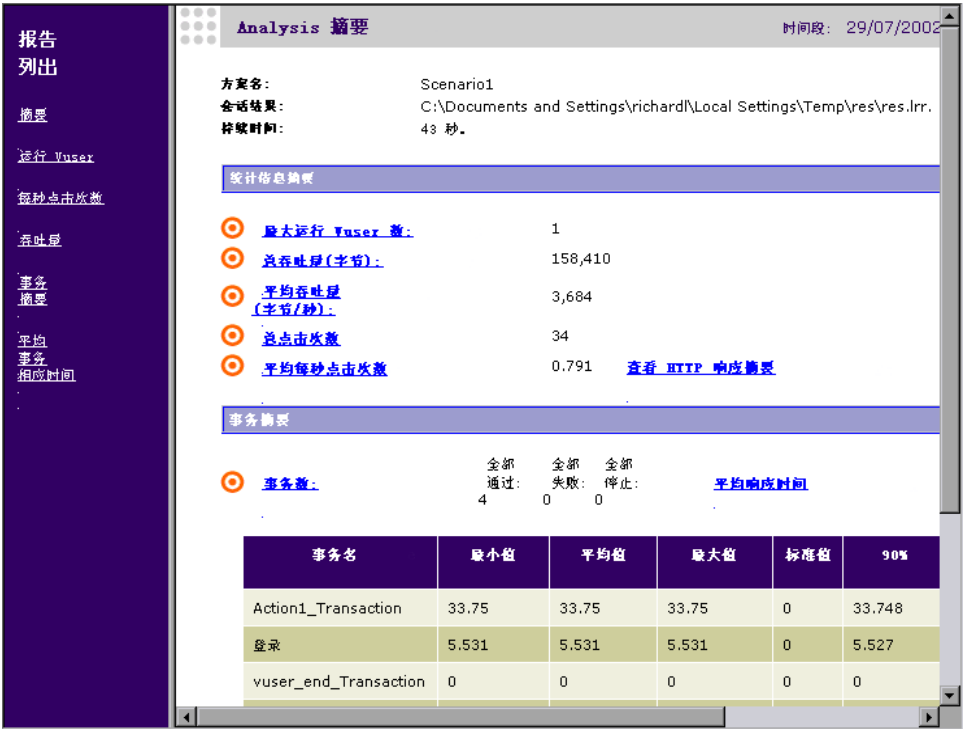 报告
列出
摘要
运行 Vuser
每秒点击次数
吞吐量
事务
摘要
平均
事务
相应时间
Analysis 摘要
时间段: 29/07/2002
方案名: Scenario1
会话结果: C:\Documents and Settings\richardl\Local Settings\Temp\res\res.lrr.
持续时间: 43 秒。
统计信息摘要
最大运行 Vuser 数: 1
总吞吐量(字节): 158,410
平均吞吐量
(字节/秒): 3,684
总点击次数 34
平均每秒点击次数 0.791 查看 HTTP 响应摘要
事务摘要
全部 全部 全部
事务数: 通过: 失败: 停止: 平均响应时间
4 0 0
事务名 最小值 平均值 最大值 标准值 90%
Action1_Transaction 33.75 33.75 33.75 0 33.748
登录 5.531 5.531 5.531 0 5.527
vuser_end_Transaction 0 0 0 0 0